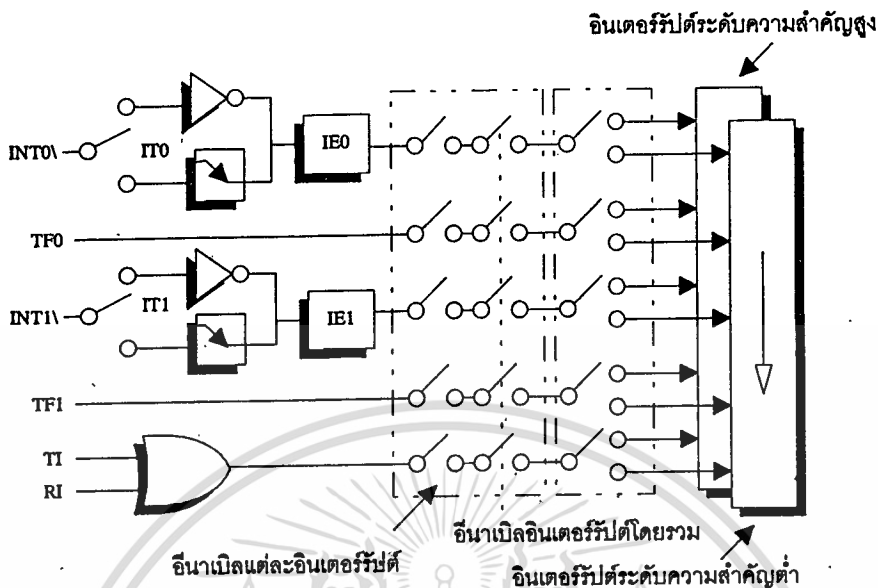 อินเตอร์รัปต์ระดับความสำคัญสูง
INT0\
IT0
IE0
TF0
INT1\
IT1
IE1
TF1
TI
RI
อีนาเบิลแต่ละอินเตอร์รัปต์
อีนาเบิลอินเตอร์รัปต์โดยรวม
อินเตอร์รัปต์ระดับความสำคัญต่ำ